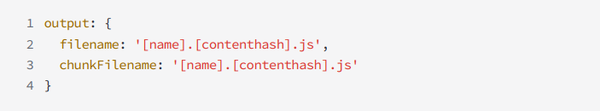 1 output: {
2   filename: '[name].[contenthash].js',
3   chunkFilename: '[name].[contenthash].js'
4 }